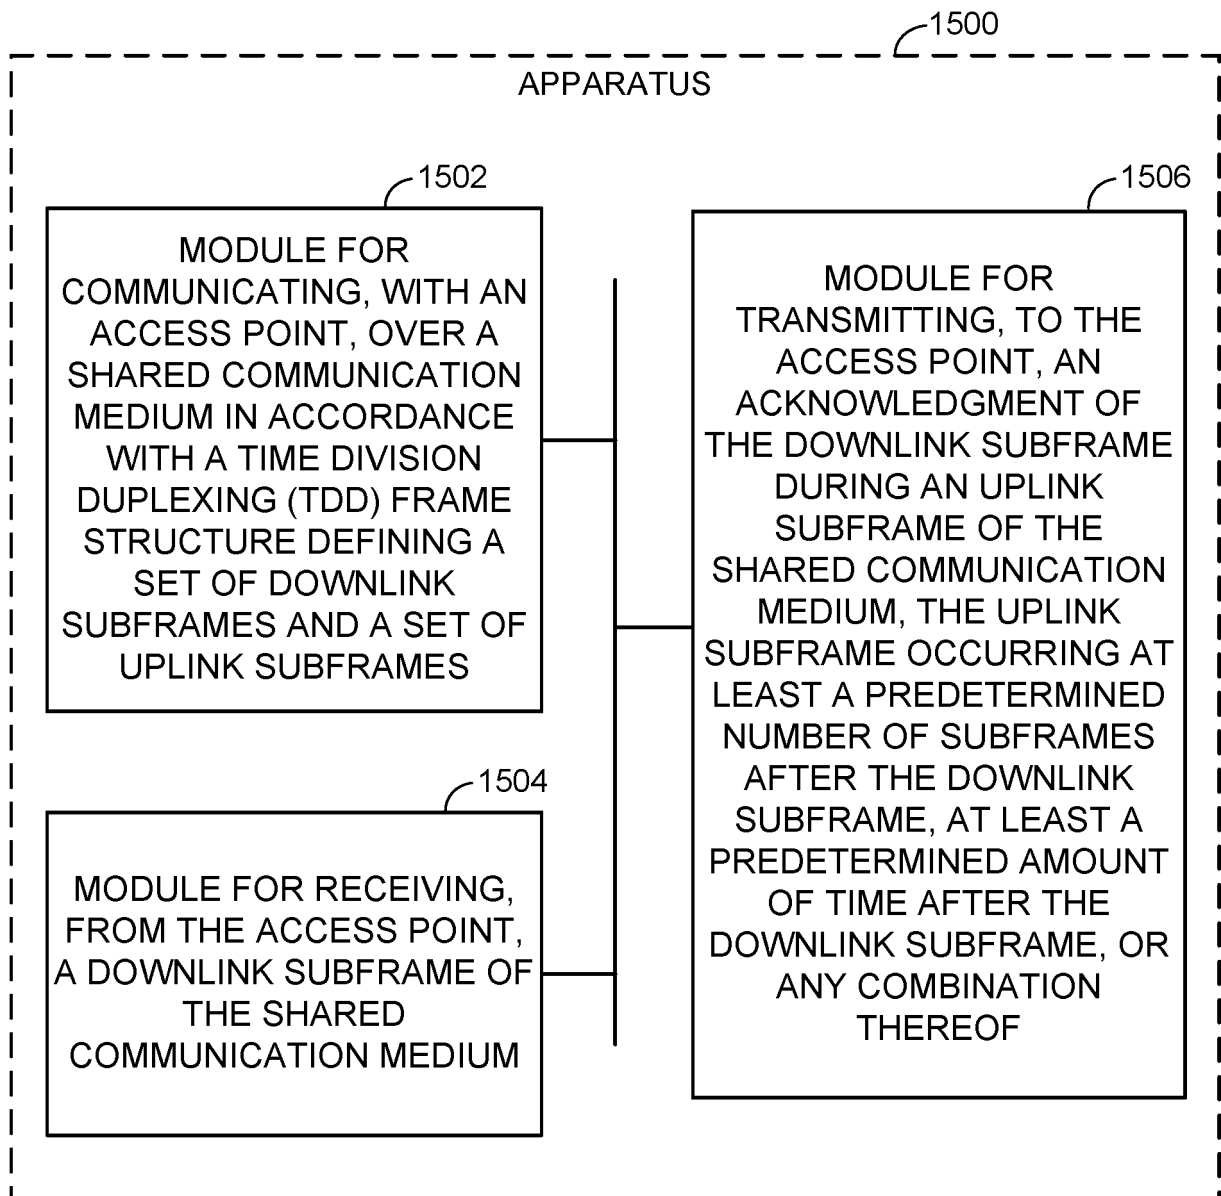 1500
APPARATUS
1502
MODULE FOR
COMMUNICATING, WITH AN
ACCESS POINT, OVER A
SHARED COMMUNICATION
MEDIUM IN ACCORDANCE
WITH A TIME DIVISION
DUPLEXING (TDD) FRAME
STRUCTURE DEFINING A
SET OF DOWNLINK
SUBFRAMES AND A SET OF
UPLINK SUBFRAMES
1504
MODULE FOR RECEIVING,
FROM THE ACCESS POINT,
A DOWNLINK SUBFRAME OF
THE SHARED
COMMUNICATION MEDIUM
1506
MODULE FOR
TRANSMITTING, TO THE
ACCESS POINT, AN
ACKNOWLEDGMENT OF
THE DOWNLINK SUBFRAME
DURING AN UPLINK
SUBFRAME OF THE
SHARED COMMUNICATION
MEDIUM, THE UPLINK
SUBFRAME OCCURRING AT
LEAST A PREDETERMINED
NUMBER OF SUBFRAMES
AFTER THE DOWNLINK
SUBFRAME, AT LEAST A
PREDETERMINED AMOUNT
OF TIME AFTER THE
DOWNLINK SUBFRAME, OR
ANY COMBINATION
THEREOF